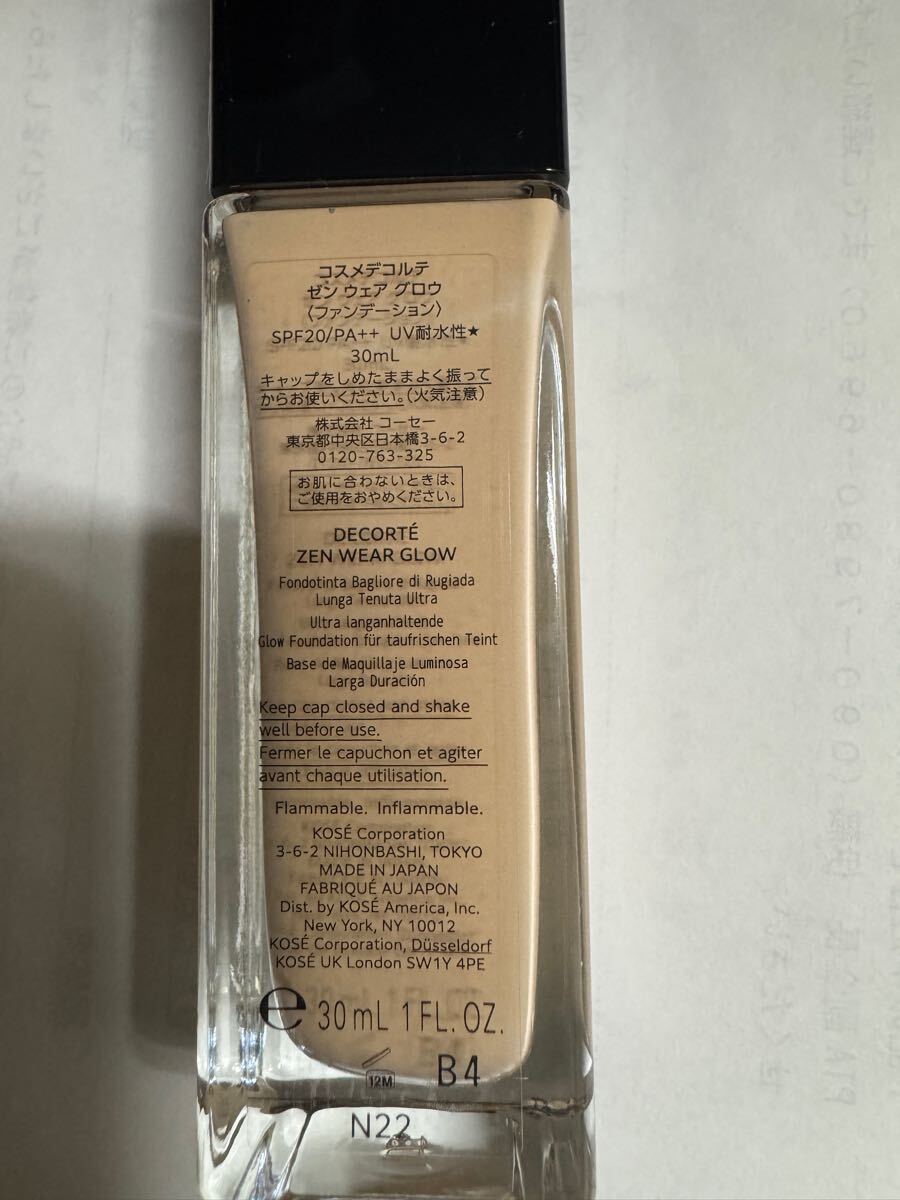 コスメデコルテ
ゼン ウェア グロウ
〈ファンデーション〉
SPF20/PA++ UV耐水性★
30mL
キャップをしめたままよく振って
からお使いください。(火気注意)
株式会社 コーセー
東京都中央区日本橋3-6-2
0120-763-325
お肌に合わないときは、
ご使用をおやめください。
DECORTÉ
ZEN WEAR GLOW
Fondotinta Bagliore di Rugiada
Lunga Tenuta Ultra
Ultra langanhaltende
Glow Foundation für taufrischen Teint
Base de Maquillaje Luminosa
Larga Duración
Keep cap closed and shake
well before use.
Fermer le capuchon et agiter
avant chaque utilisation.
Flammable. Inflammable.
KOSÉ Corporation
3-6-2 NIHONBASHI, TOKYO
MADE IN JAPAN
FABRIQUÉ AU JAPON
Dist. by KOSÉ America, Inc.
New York, NY 10012
KOSÉ Corporation, Düsseldorf
KOSÉ UK London SW1Y 4PE
℮ 30mL 1 FL. OZ.
12M B4
N22